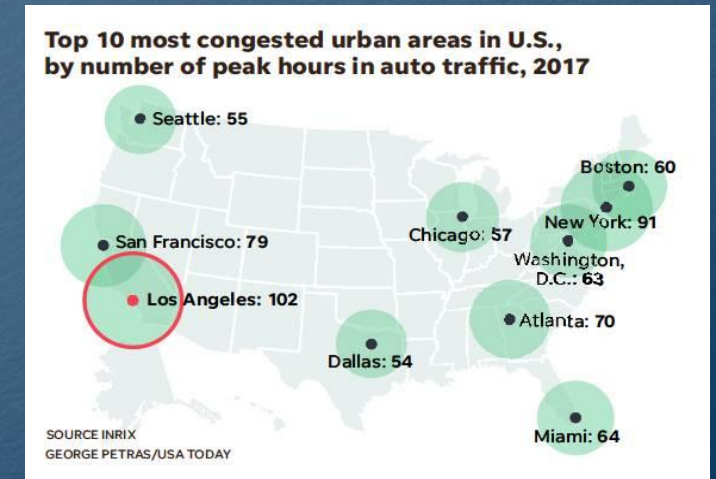 Top 10 most congested urban areas in U.S.,
by number of peak hours in auto traffic, 2017
Seattle: 55
Boston: 60
New York: 91
Chicago: 57
San Francisco: 79
Washington,
D.C.: 63
Los Angeles: 102
Atlanta: 70
Dallas: 54
Miami: 64
SOURCE INRIX
GEORGE PETRAS/USA TODAY